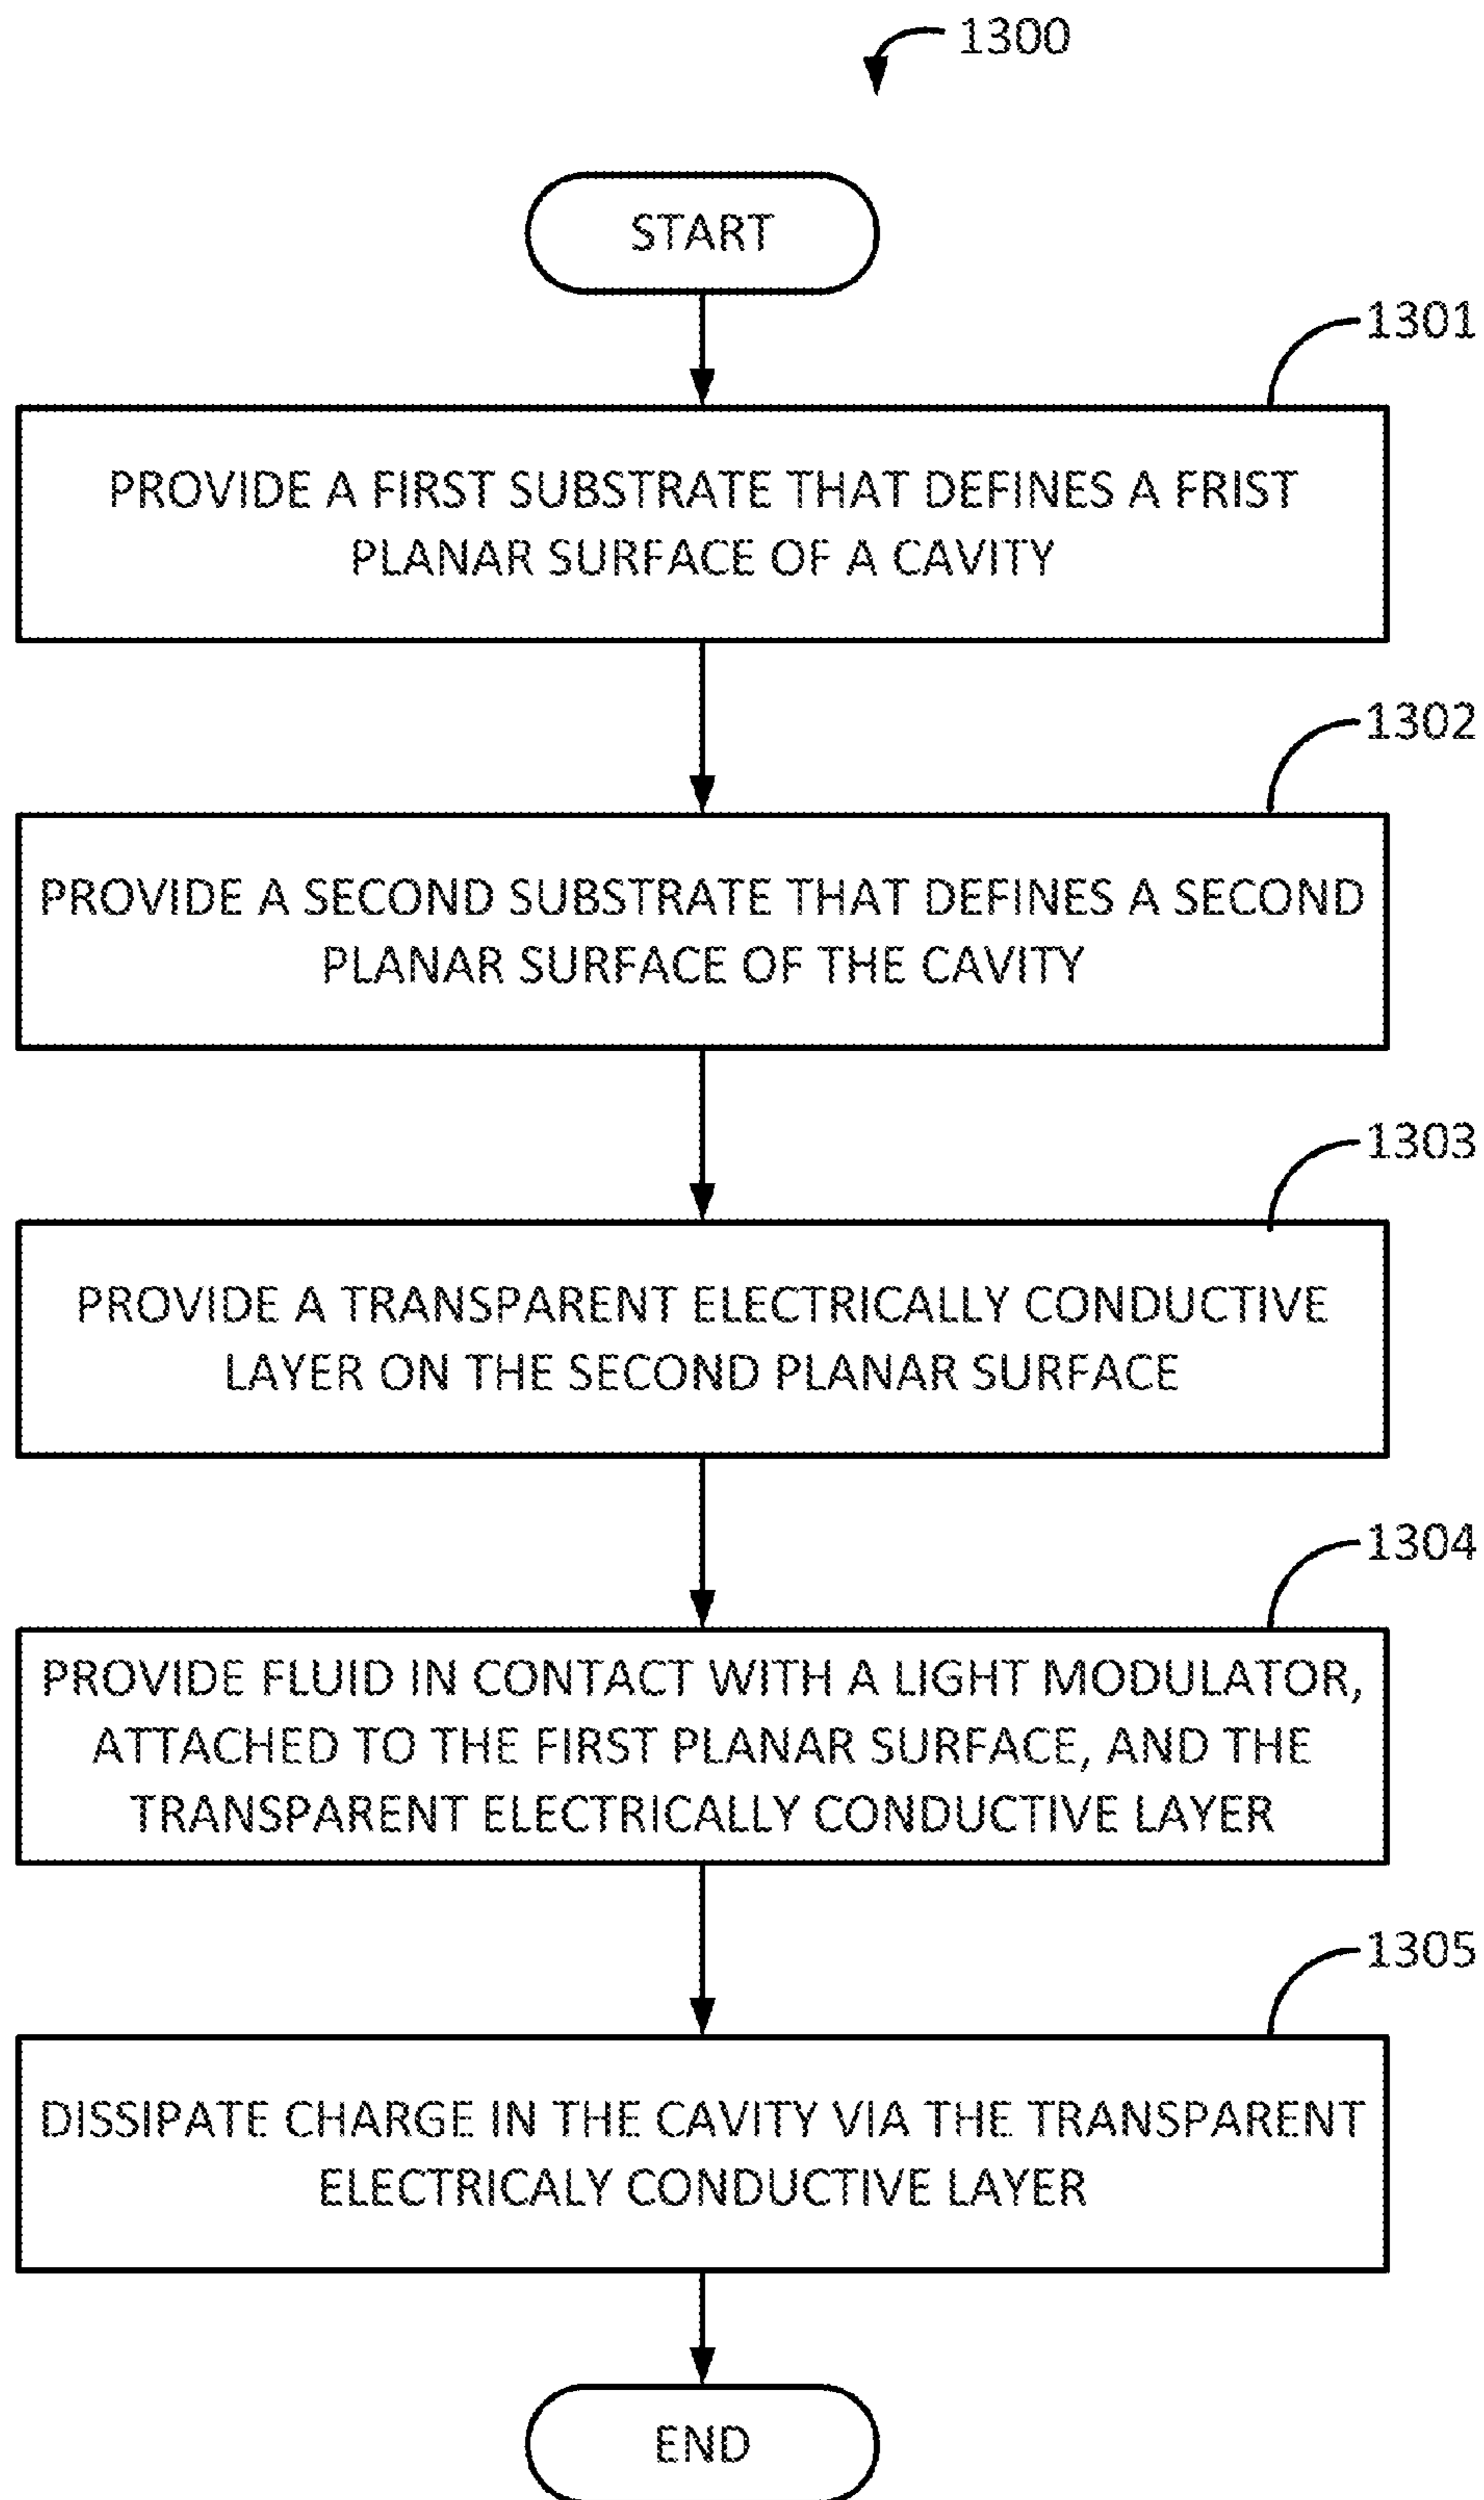 1300
START
1301
PROVIDE A FIRST SUBSTRATE THAT DEFINES A FRIST
PLANAR SURFACE OF A CAVITY
1302
PROVIDE A SECOND SUBSTRATE THAT DEFINES A SECOND
PLANAR SURFACE OF THE CAVITY
1303
PROVIDE A TRANSPARENT ELECTRICALLY CONDUCTIVE
LAYER ON THE SECOND PLANAR SURFACE
1304
PROVIDE FLUID IN CONTACT WITH A LIGHT MODULATOR,
ATTACHED TO THE FIRST PLANAR SURFACE, AND THE
TRANSPARENT ELECTRICALLY CONDUCTIVE LAYER
1305
DISSIPATE CHARGE IN THE CAVITY VIA THE TRANSPARENT
ELECTRICALY CONDUCTIVE LAYER
END